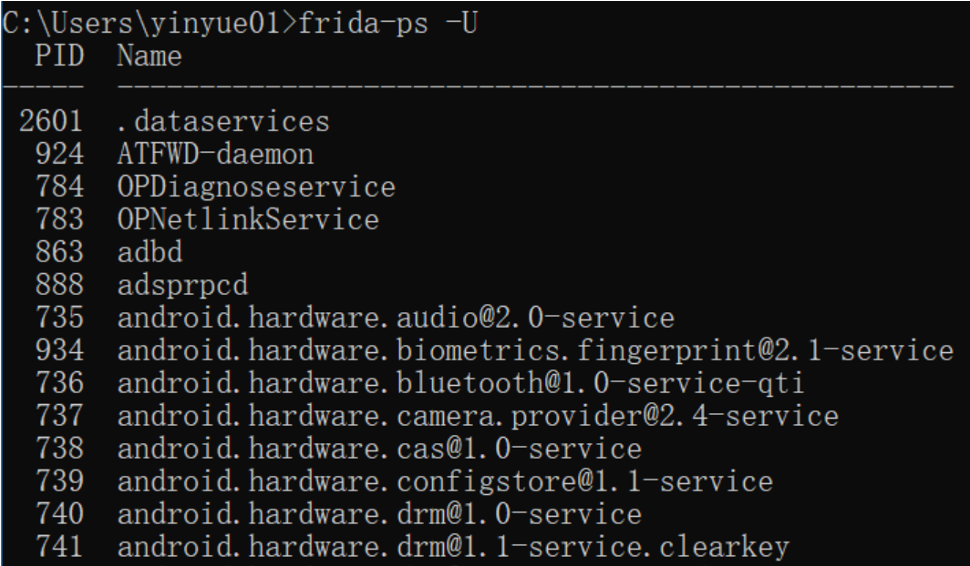 C:\Users\yinyue01>frida-ps -U
  PID  Name
-----  ---------------------------------------------------
 2601  .dataservices
  924  ATFWD-daemon
  784  OPDiagnoseservice
  783  OPNetlinkService
  863  adbd
  888  adsprpcd
  735  android.hardware.audio@2.0-service
  934  android.hardware.biometrics.fingerprint@2.1-service
  736  android.hardware.bluetooth@1.0-service-qti
  737  android.hardware.camera.provider@2.4-service
  738  android.hardware.cas@1.0-service
  739  android.hardware.configstore@1.1-service
  740  android.hardware.drm@1.0-service
  741  android.hardware.drm@1.1-service.clearkey